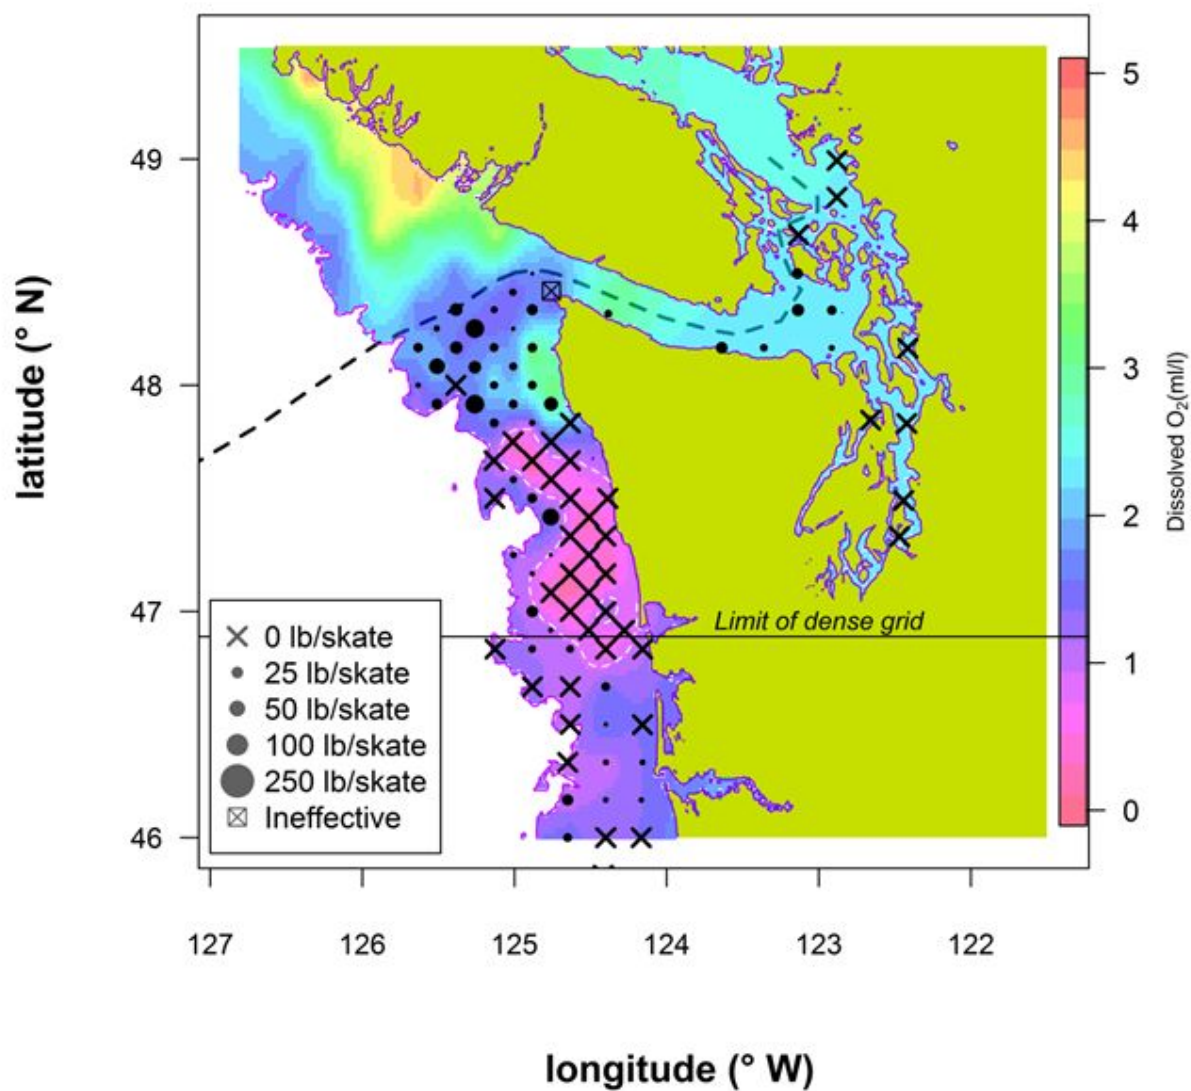 latitude (° N)
49
48
47
46
Limit of dense grid
0 lb/skate
25 lb/skate
50 lb/skate
100 lb/skate
250 lb/skate
Ineffective
5
4
3
2
1
0
Dissolved O₂(ml/l)
127 126 125 124 123 122
longitude (° W)